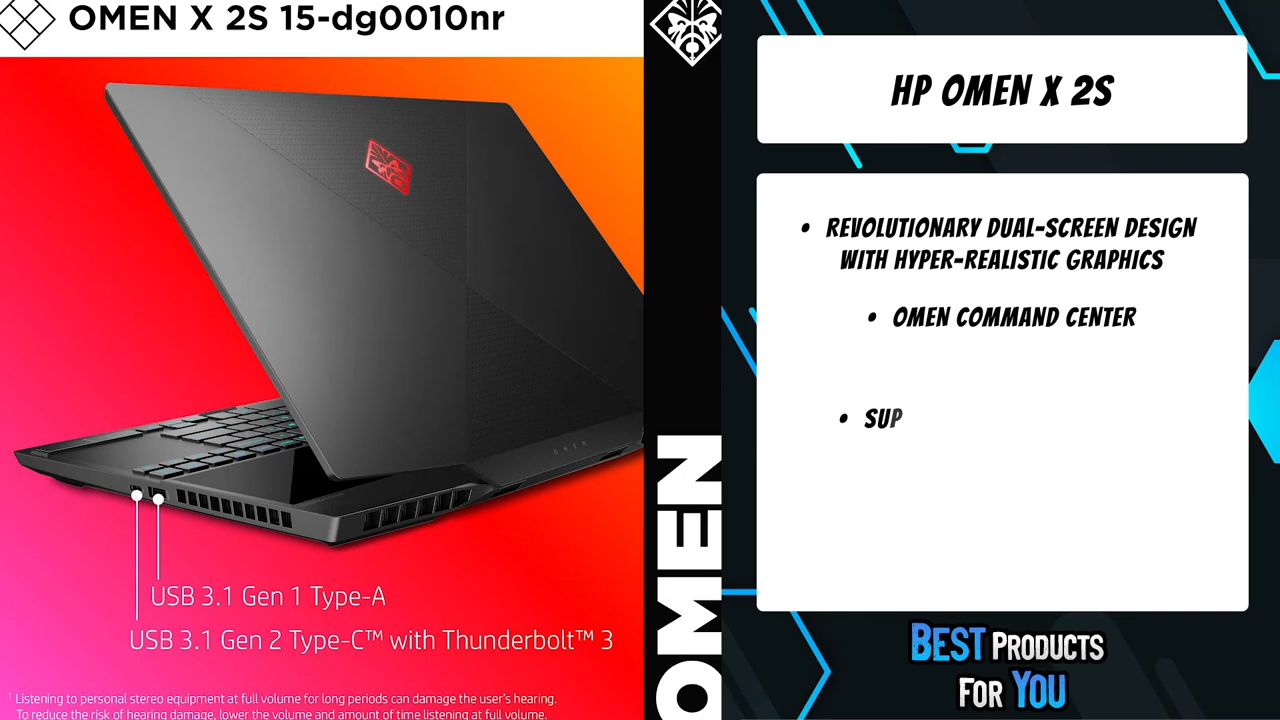 OMEN X 2S 15-dg0010nr
USB 3.1 Gen 1 Type-A
USB 3.1 Gen 2 Type-C™ with Thunderbolt™ 3
¹ Listening to personal stereo equipment at full volume for long periods can damage the user's hearing.
To reduce the risk of hearing damage, lower the volume and amount of time listening at full volume.
OMEN
HP OMEN X 2S
• REVOLUTIONARY DUAL-SCREEN DESIGN
WITH HYPER-REALISTIC GRAPHICS
• OMEN COMMAND CENTER
• SUP
BEST PRODUCTS
FOR YOU